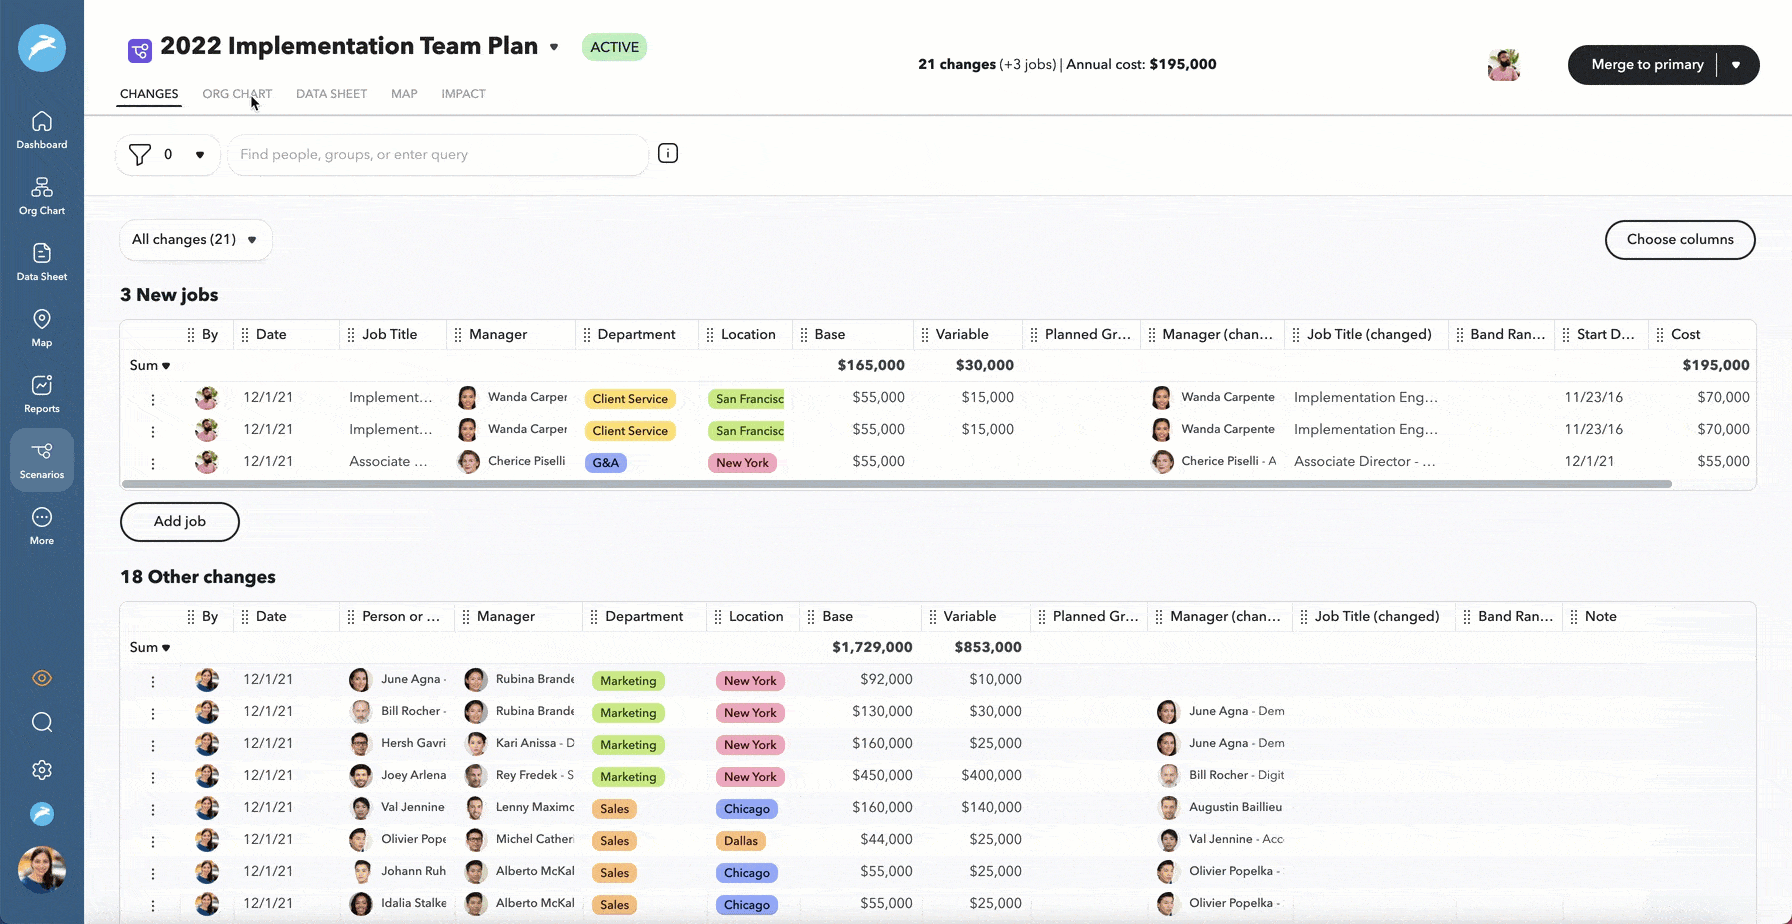 2022 Implementation Team Plan ACTIVE
21 changes (+3 jobs) | Annual cost: $195,000
Merge to primary
CHANGES ORG CHART DATA SHEET MAP IMPACT
Dashboard
Org Chart
Data Sheet
Map
Reports
Scenarios
More
0 Find people, groups, or enter query i
All changes (21) Choose columns
3 New jobs
By Date Job Title Manager Department Location Base Variable Planned Gr... Manager (chan... Job Title (changed) Band Ran... Start D... Cost
Sum $165,000 $30,000 $195,000
12/1/21 Implement... Wanda Carper Client Service San Francisc $55,000 $15,000 Wanda Carpente Implementation Eng... 11/23/16 $70,000
12/1/21 Implement... Wanda Carper Client Service San Francisc $55,000 $15,000 Wanda Carpente Implementation Eng... 11/23/16 $70,000
12/1/21 Associate ... Cherice Piselli G&A New York $55,000 Cherice Piselli - A Associate Director - ... 12/1/21 $55,000
Add job
18 Other changes
By Date Person or ... Manager Department Location Base Variable Planned Gr... Manager (chan... Job Title (changed) Band Ran... Note
Sum $1,729,000 $853,000
12/1/21 June Agna - Rubina Brande Marketing New York $92,000 $10,000
12/1/21 Bill Rocher - Rubina Brande Marketing New York $130,000 $30,000 June Agna - Dem
12/1/21 Hersh Gavri Kari Anissa - D Marketing New York $160,000 $25,000 June Agna - Dem
12/1/21 Joey Arlena Rey Fredek - S Marketing New York $450,000 $400,000 Bill Rocher - Digit
12/1/21 Val Jennine Lenny Maximo Sales Chicago $160,000 $140,000 Augustin Baillieu
12/1/21 Olivier Pope Michel Catheri Sales Dallas $44,000 $25,000 Val Jennine - Acc
12/1/21 Johann Ruh Alberto McKal Sales Chicago $55,000 $25,000 Olivier Popelka -
12/1/21 Idalia Stalke Alberto McKal Sales Chicago $55,000 $25,000 Olivier Popelka -